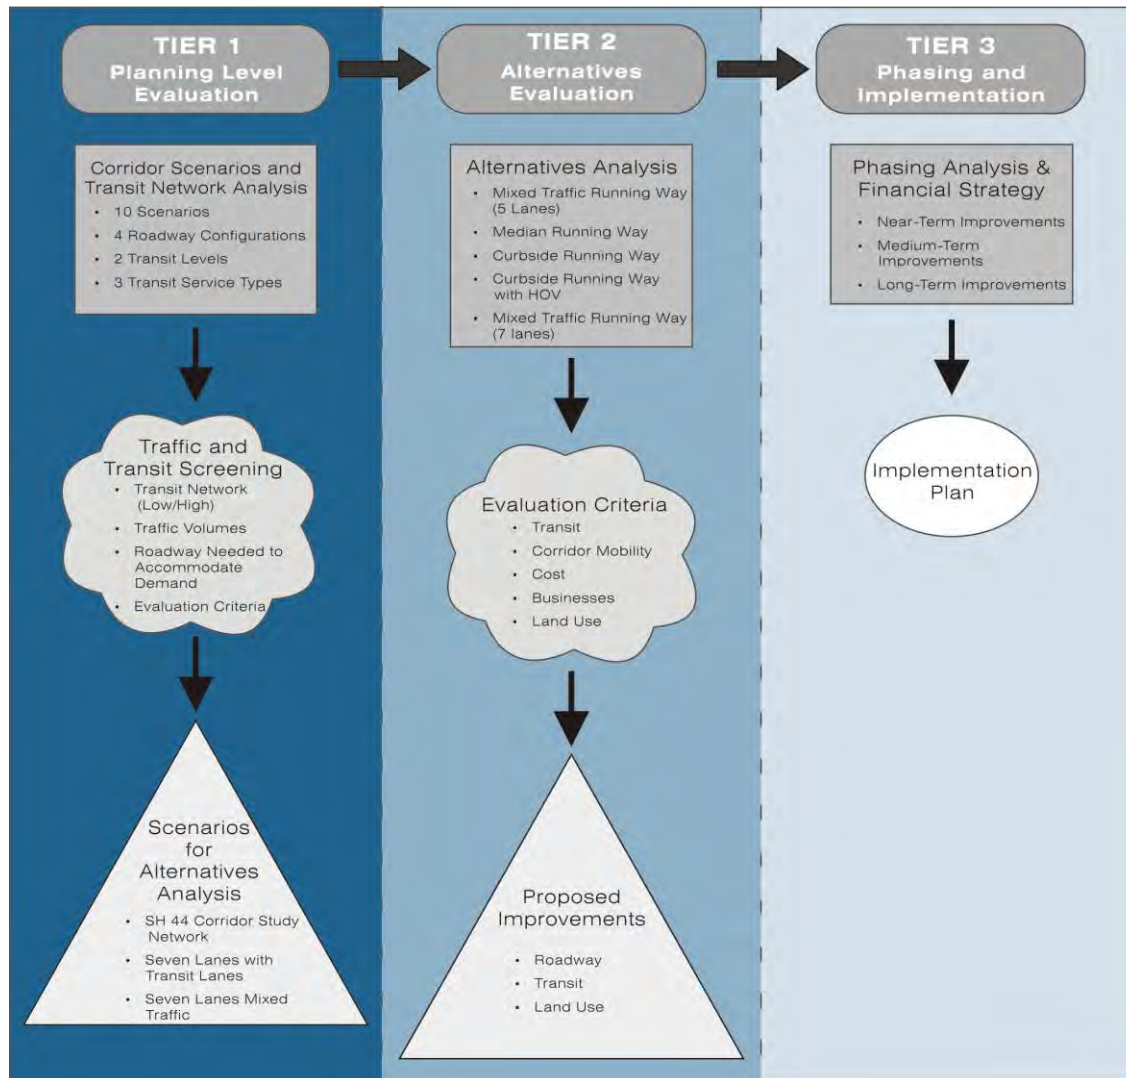 TIER 1
Planning Level
Evaluation
Corridor Scenarios and
Transit Network Analysis
• 10 Scenarios
• 4 Roadway Configurations
• 2 Transit Levels
• 3 Transit Service Types
Traffic and
Transit Screening
• Transit Network
(Low/High)
• Traffic Volumes
• Roadway Needed to
Accommodate
Demand
• Evaluation Criteria
Scenarios
for
Alternatives
Analysis
• SH 44 Corridor Study
Network
• Seven Lanes with
Transit Lanes
• Seven Lanes Mixed
Traffic
TIER 2
Alternatives
Evaluation
Alternatives Analysis
• Mixed Traffic Running Way
(5 Lanes)
• Median Running Way
• Curbside Running Way
• Curbside Running Way
with HOV
• Mixed Traffic Running Way
(7 lanes)
Evaluation Criteria
• Transit
• Corridor Mobility
• Cost
• Businesses
• Land Use
Proposed
Improvements
• Roadway
• Transit
• Land Use
TIER 3
Phasing and
Implementation
Phasing Analysis &
Financial Strategy
• Near-Term Improvements
• Medium-Term
Improvements
• Long-Term Improvements
Implementation
Plan